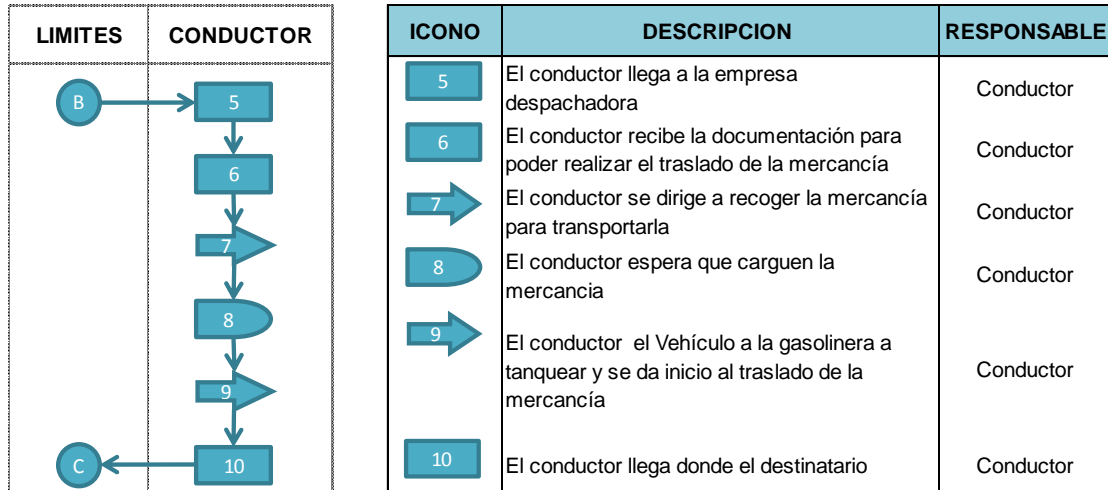 LIMITES
CONDUCTOR
B
5
6
7
8
9
C
10
ICONO
DESCRIPCION
RESPONSABLE
5
El conductor llega a la empresa
despachadora
Conductor
6
El conductor recibe la documentación para
poder realizar el traslado de la mercancía
Conductor
7
El conductor se dirige a recoger la mercancía
para transportarla
Conductor
8
El conductor espera que carguen la
mercancia
Conductor
9
El conductor  el Vehículo a la gasolinera a
tanquear y se da inicio al traslado de la
mercancía
Conductor
10
El conductor llega donde el destinatario
Conductor